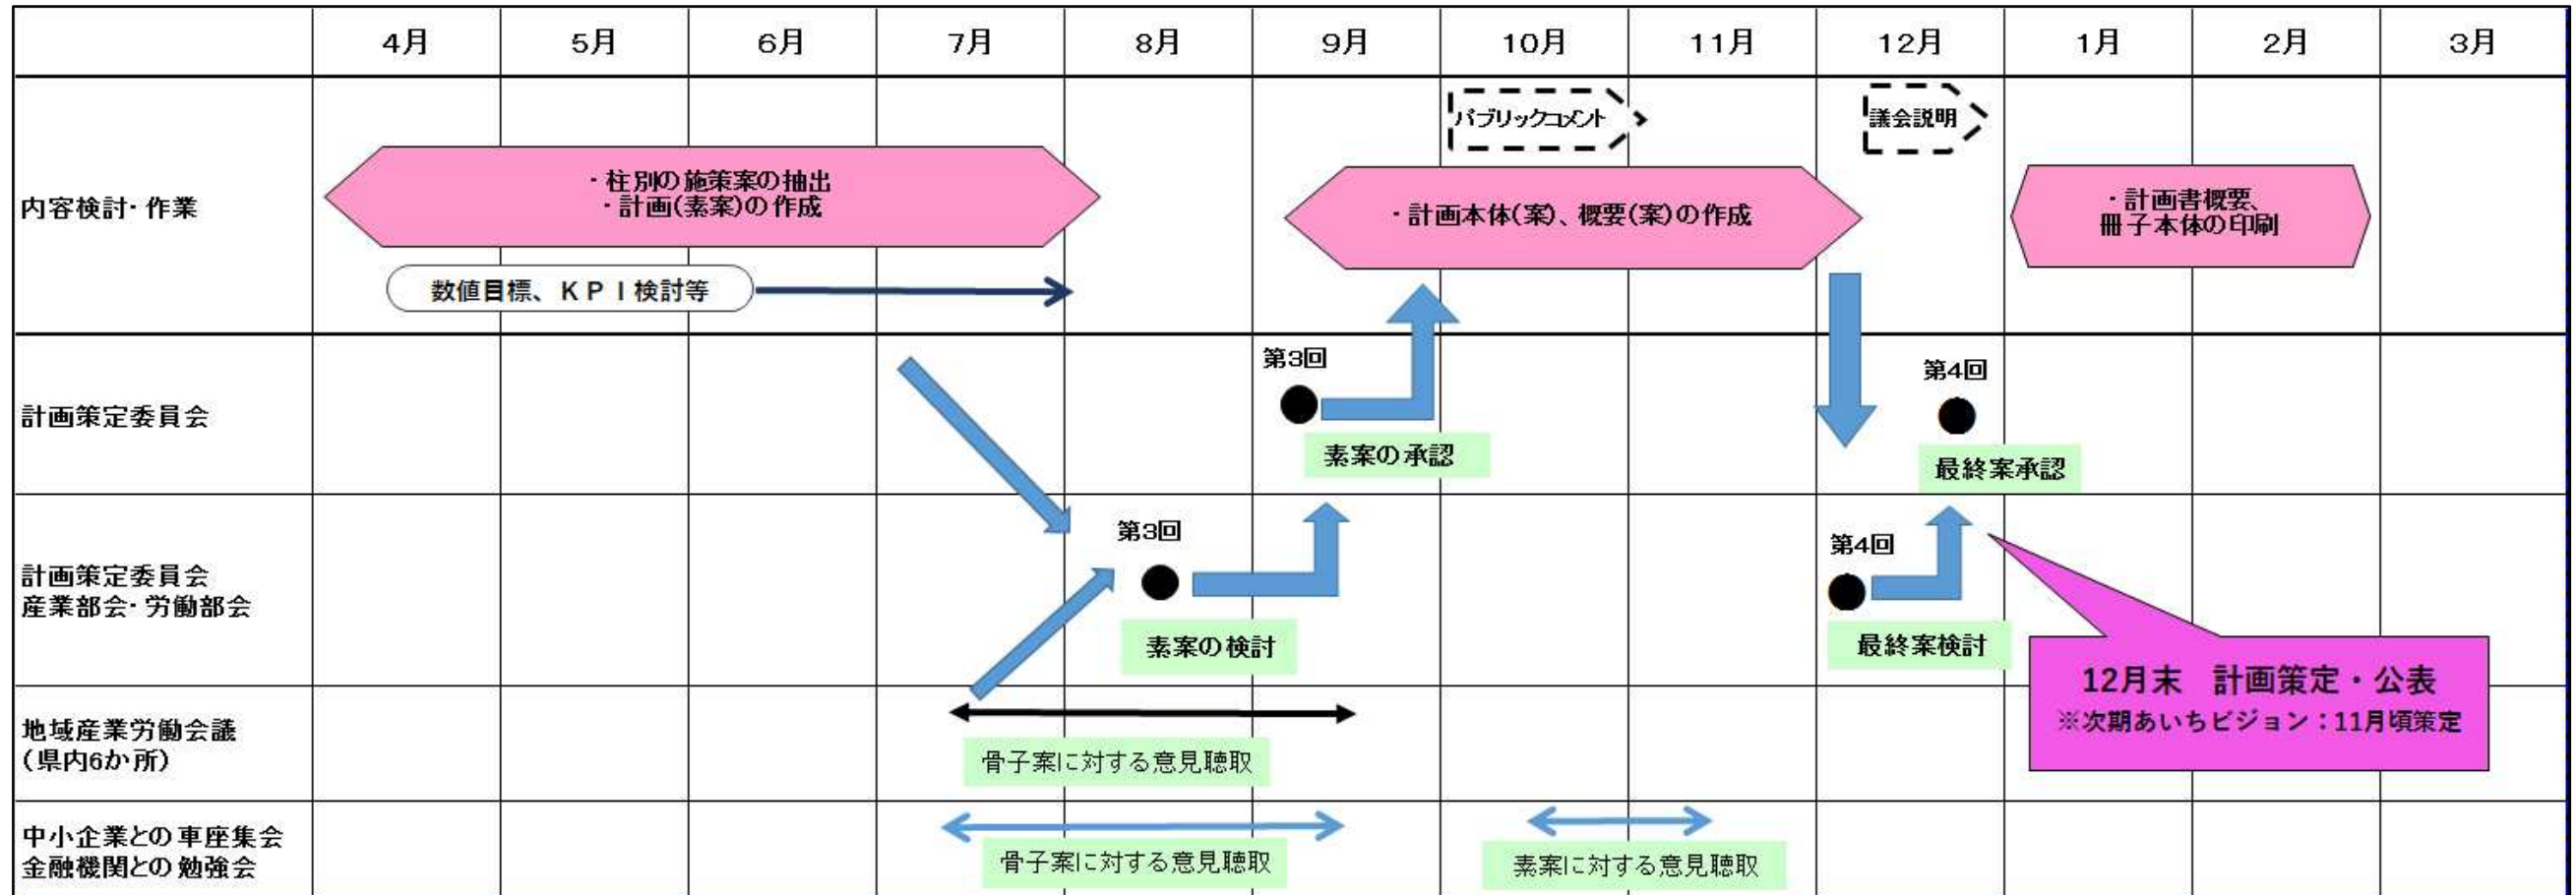 4月 5月 6月 7月 8月 9月 10月 11月 12月 1月 2月 3月
内容検討・作業
・柱別の施策案の抽出
・計画(素案)の作成
数値目標、KPI検討等
パブリックコメント
議会説明
・計画本体(案)、概要(案)の作成
・計画書概要、
冊子本体の印刷
計画策定委員会
第3回
素案の承認
第4回
最終案承認
計画策定委員会
産業部会・労働部会
第3回
素案の検討
第4回
最終案検討
12月末 計画策定・公表
※次期あいちビジョン:11月頃策定
地域産業労働会議
(県内6か所)
骨子案に対する意見聴取
中小企業との車座集会
金融機関との勉強会
骨子案に対する意見聴取
素案に対する意見聴取